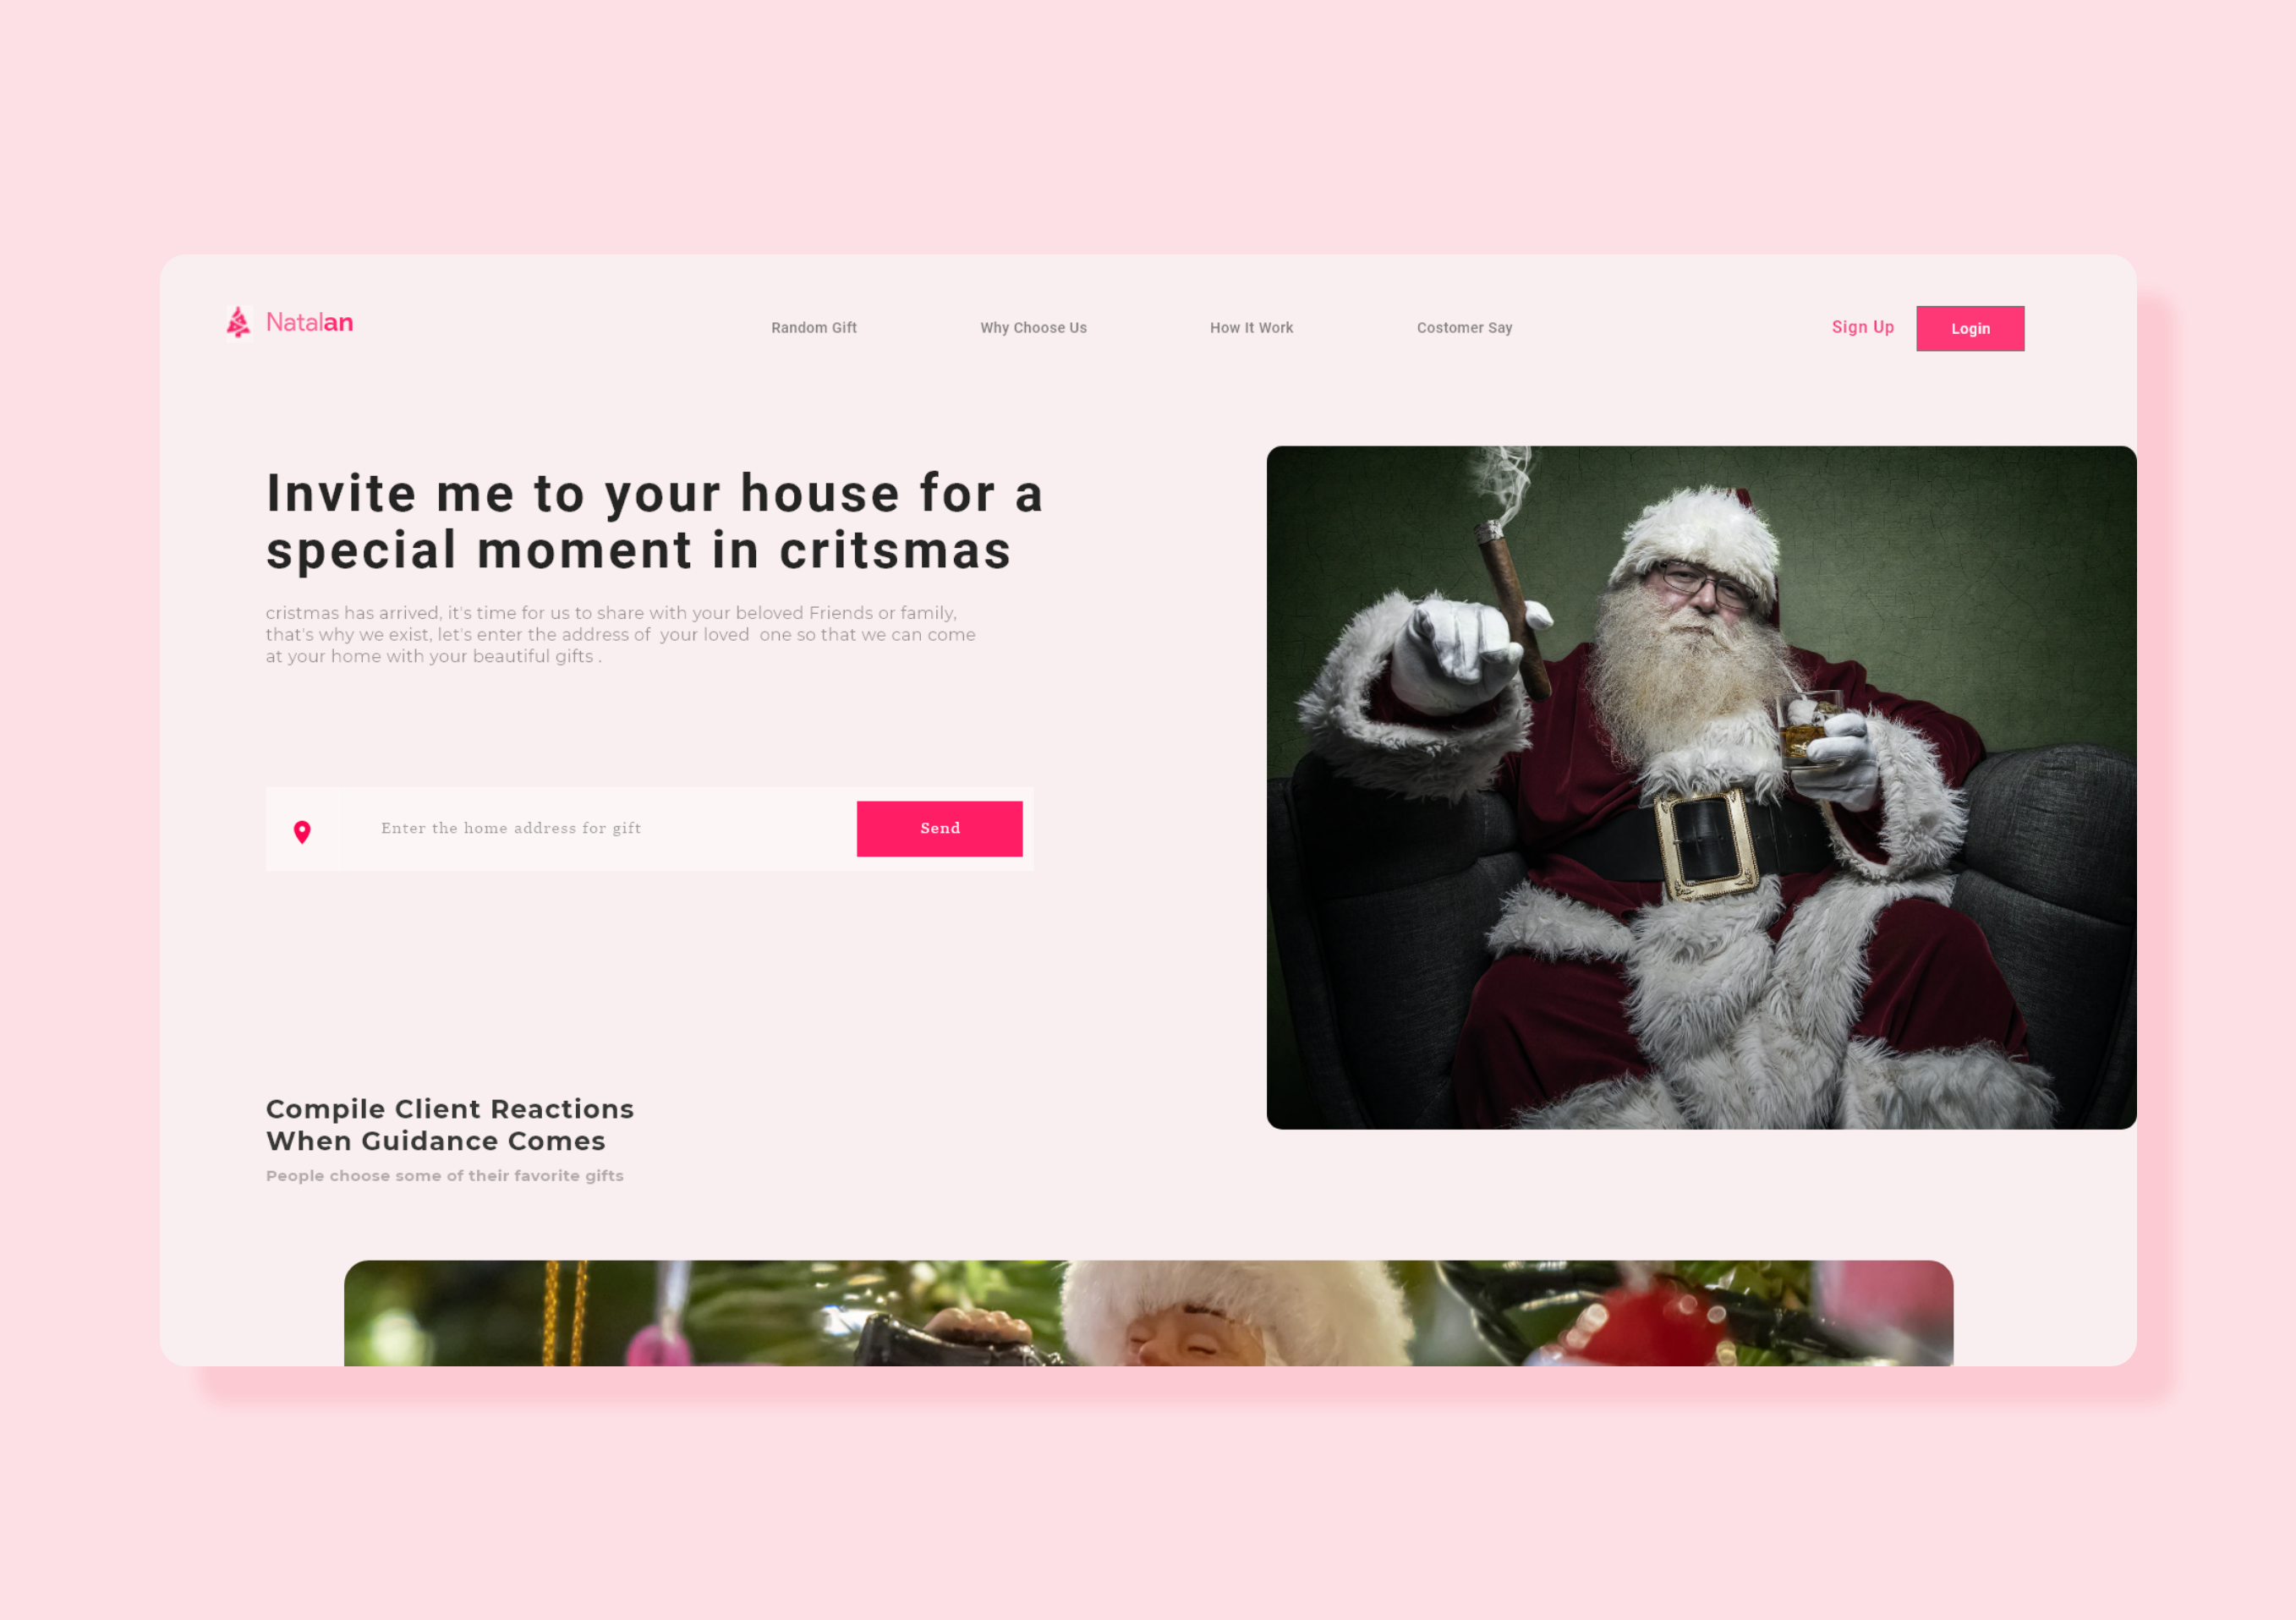 Natalan
Random Gift
Why Choose Us
How It Work
Costomer Say
Sign Up
Login
Invite me to your house for a
special moment in critsmas
cristmas has arrived, it's time for us to share with your beloved Friends or family,
that's why we exist, let's enter the address of  your loved  one so that we can come
at your home with your beautiful gifts .
Enter the home address for gift
Send
Compile Client Reactions
When Guidance Comes
People choose some of their favorite gifts